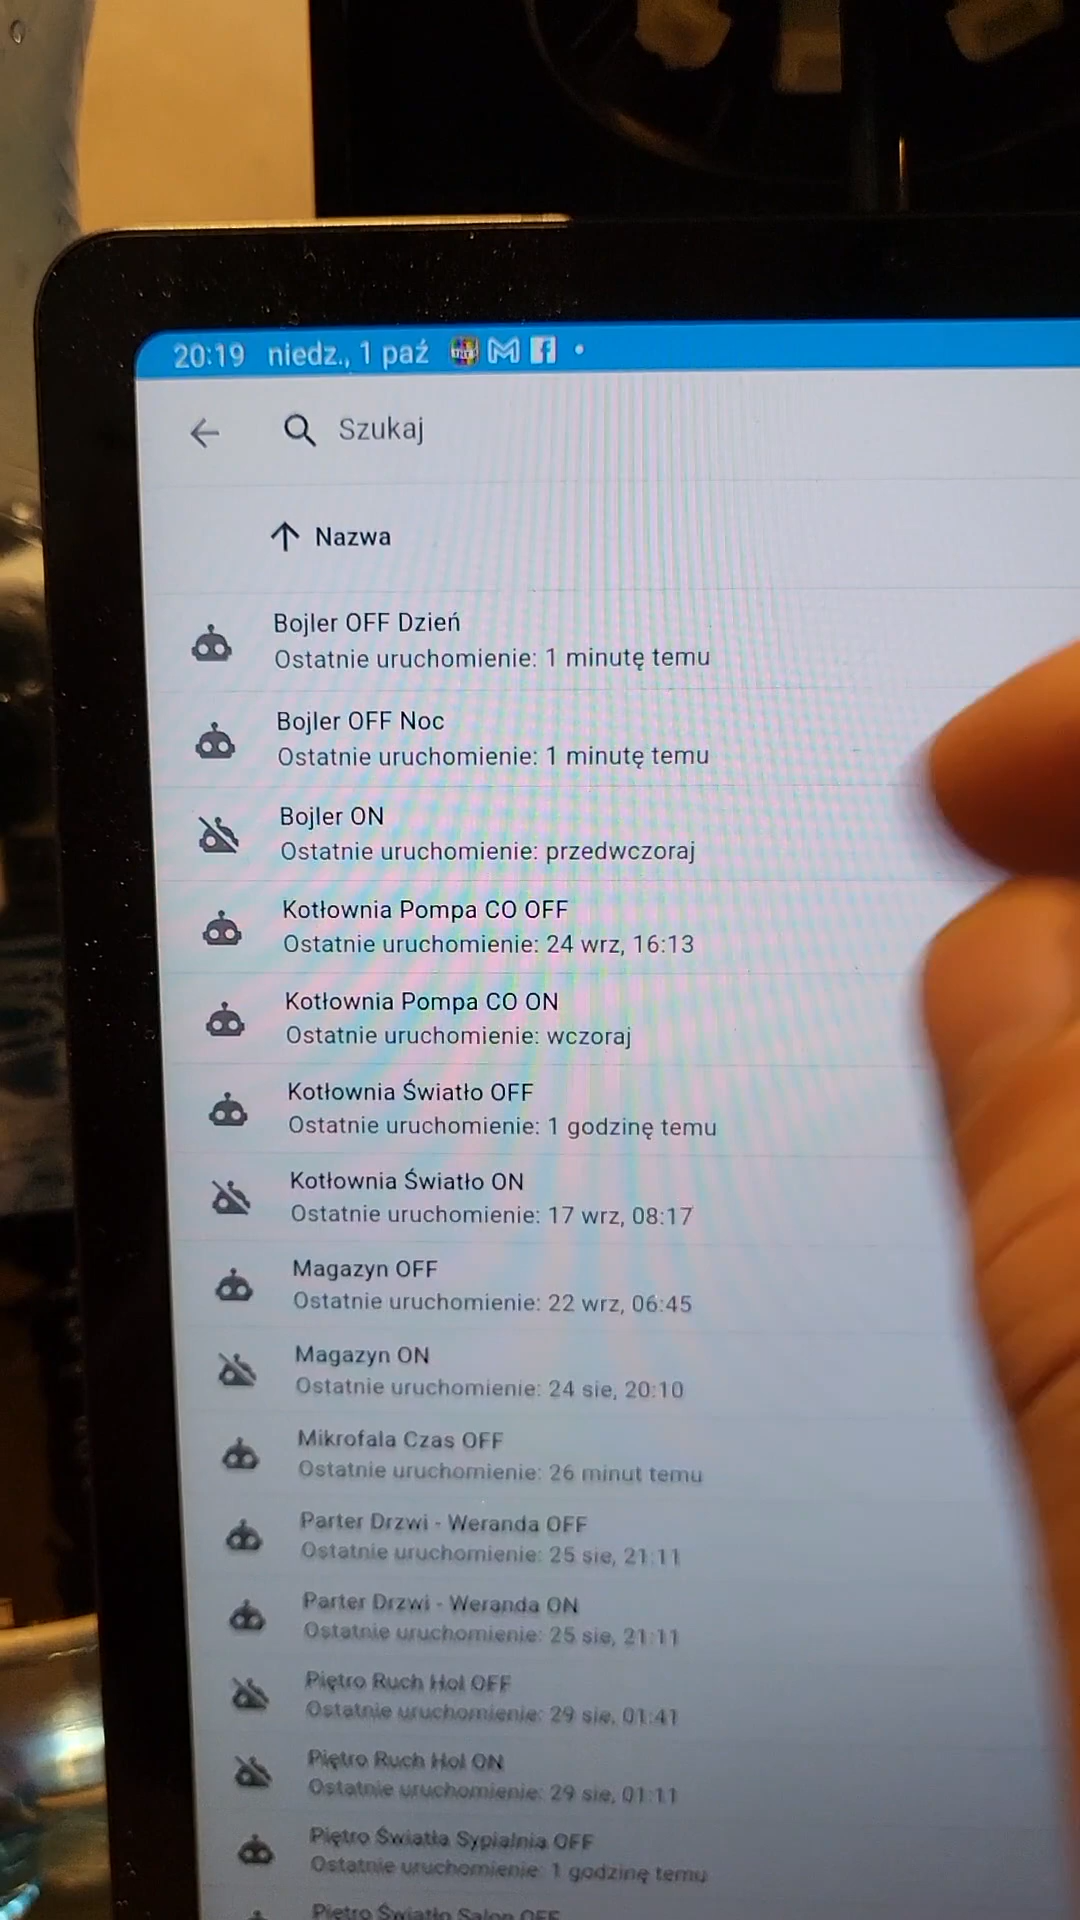 20:19 niedz., 1 paź
Szukaj
Nazwa
Bojler OFF Dzień
Ostatnie uruchomienie: 1 minutę temu
Bojler OFF Noc
Ostatnie uruchomienie: 1 minutę temu
Bojler ON
Ostatnie uruchomienie: przedwczoraj
Kotłownia Pompa CO OFF
Ostatnie uruchomienie: 24 wrz, 16:13
Kotłownia Pompa CO ON
Ostatnie uruchomienie: wczoraj
Kotłownia Światło OFF
Ostatnie uruchomienie: 1 godzinę temu
Kotłownia Światło ON
Ostatnie uruchomienie: 17 wrz, 08:17
Magazyn OFF
Ostatnie uruchomienie: 22 wrz, 06:45
Magazyn ON
Ostatnie uruchomienie: 24 sie, 20:10
Mikrofala Czas OFF
Ostatnie uruchomienie: 26 minut temu
Parter Drzwi - Weranda OFF
Ostatnie uruchomienie: 25 sie, 21:11
Parter Drzwi - Weranda ON
Ostatnie uruchomienie: 25 sie, 21:11
Piętro Ruch Hol OFF
Ostatnie uruchomienie: 29 sie, 01:41
Piętro Ruch Hol ON
Ostatnie uruchomienie: 29 sie, 01:11
Piętro Światła Sypialnia OFF
Ostatnie uruchomienie: 1 godzinę temu
Piętro Światło Salon OFF